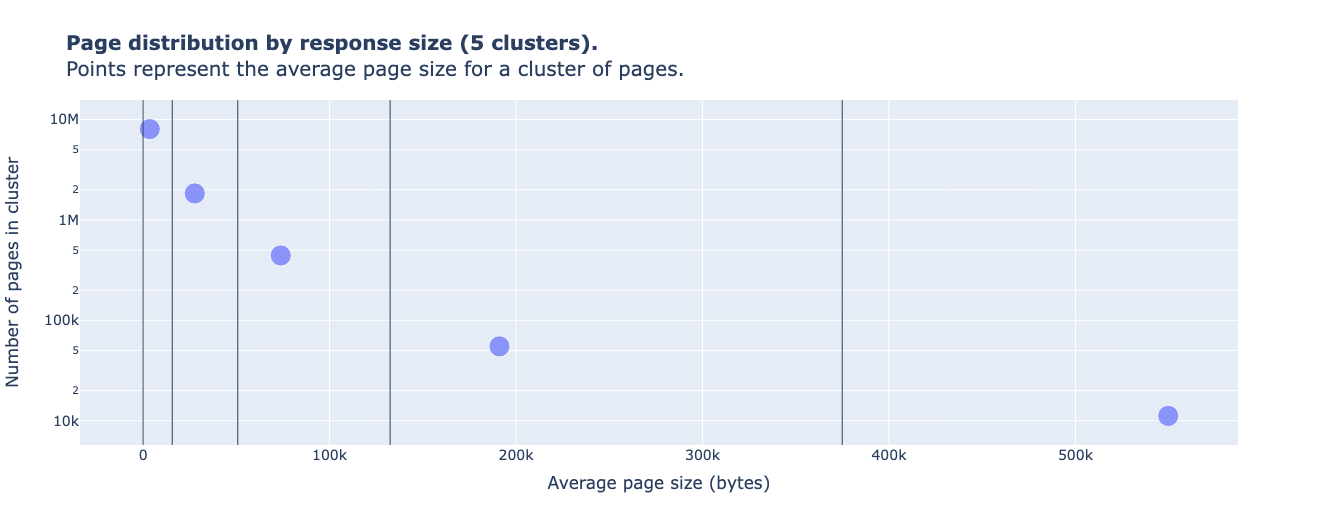 Page distribution by response size (5 clusters).
Points represent the average page size for a cluster of pages.
Number of pages in cluster
10M
5
2
1M
5
2
100k
5
2
10k
0 100k 200k 300k 400k 500k
Average page size (bytes)